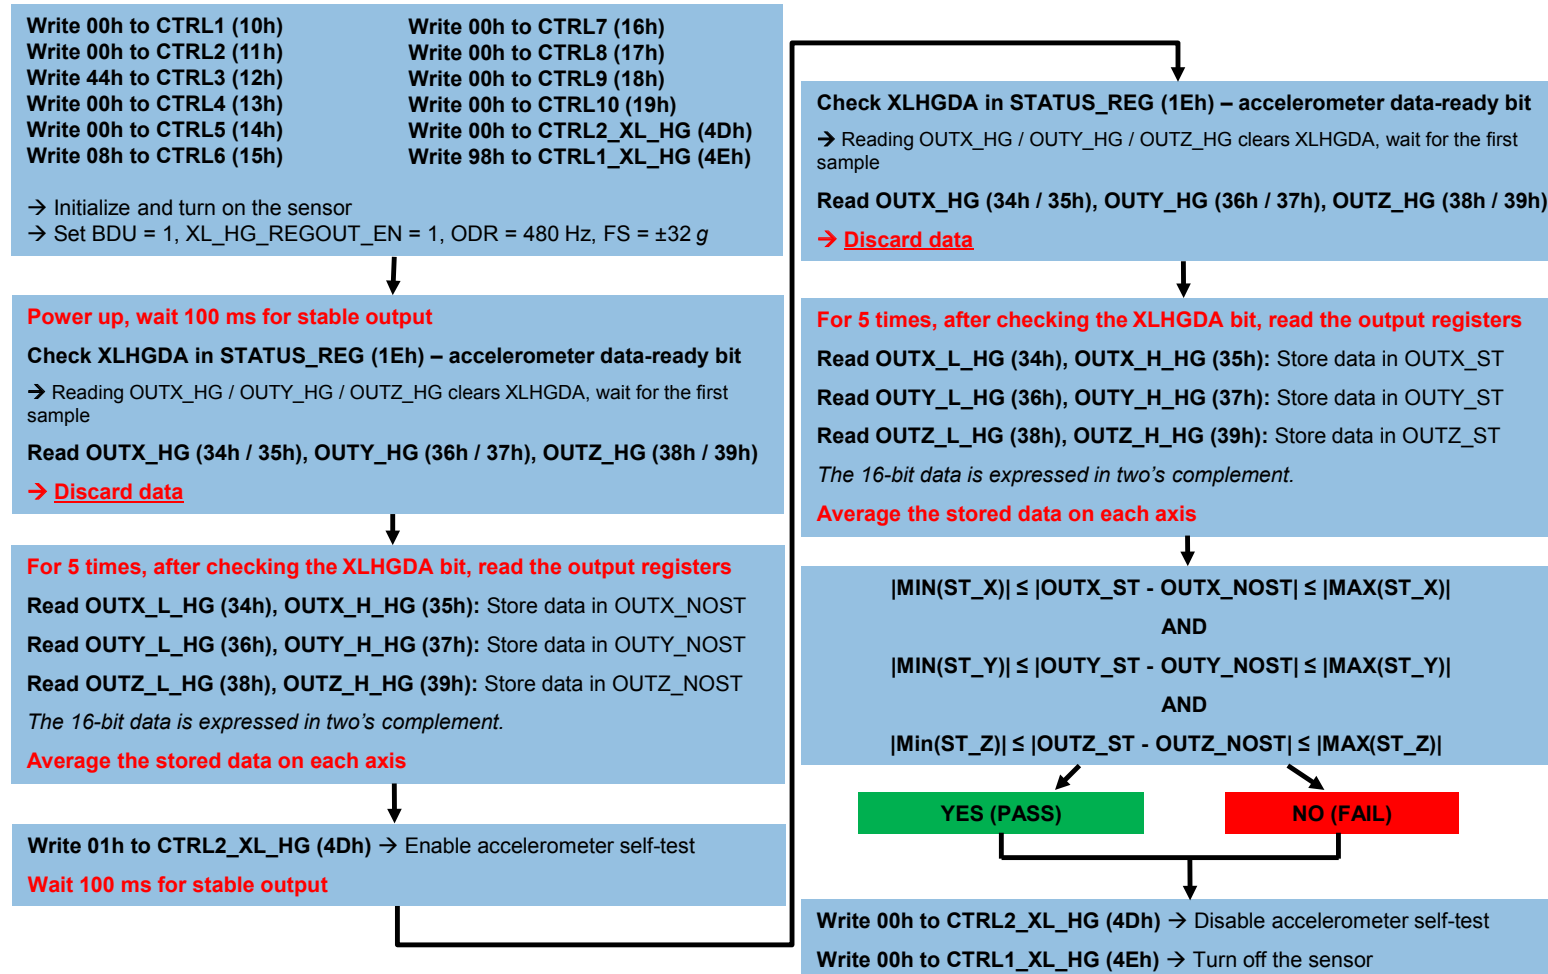 Write 00h to CTRL1 (10h)
Write 00h to CTRL2 (11h)
Write 44h to CTRL3 (12h)
Write 00h to CTRL4 (13h)
Write 00h to CTRL5 (14h)
Write 08h to CTRL6 (15h)
Write 00h to CTRL7 (16h)
Write 00h to CTRL8 (17h)
Write 00h to CTRL9 (18h)
Write 00h to CTRL10 (19h)
Write 00h to CTRL2_XL_HG (4Dh)
Write 98h to CTRL1_XL_HG (4Eh)
→ Initialize and turn on the sensor
→ Set BDU = 1, XL_HG_REGOUT_EN = 1, ODR = 480 Hz, FS = ±32 g
Power up, wait 100 ms for stable output
Check XLHGDA in STATUS_REG (1Eh) – accelerometer data-ready bit
→ Reading OUTX_HG / OUTY_HG / OUTZ_HG clears XLHGDA, wait for the first
sample
Read OUTX_HG (34h / 35h), OUTY_HG (36h / 37h), OUTZ_HG (38h / 39h)
→ Discard data
For 5 times, after checking the XLHGDA bit, read the output registers
Read OUTX_L_HG (34h), OUTX_H_HG (35h): Store data in OUTX_NOST
Read OUTY_L_HG (36h), OUTY_H_HG (37h): Store data in OUTY_NOST
Read OUTZ_L_HG (38h), OUTZ_H_HG (39h): Store data in OUTZ_NOST
The 16-bit data is expressed in two's complement.
Average the stored data on each axis
Write 01h to CTRL2_XL_HG (4Dh) → Enable accelerometer self-test
Wait 100 ms for stable output
Check XLHGDA in STATUS_REG (1Eh) – accelerometer data-ready bit
→ Reading OUTX_HG / OUTY_HG / OUTZ_HG clears XLHGDA, wait for the first
sample
Read OUTX_HG (34h / 35h), OUTY_HG (36h / 37h), OUTZ_HG (38h / 39h)
→ Discard data
For 5 times, after checking the XLHGDA bit, read the output registers
Read OUTX_L_HG (34h), OUTX_H_HG (35h): Store data in OUTX_ST
Read OUTY_L_HG (36h), OUTY_H_HG (37h): Store data in OUTY_ST
Read OUTZ_L_HG (38h), OUTZ_H_HG (39h): Store data in OUTZ_ST
The 16-bit data is expressed in two's complement.
Average the stored data on each axis
|MIN(ST_X)| ≤ |OUTX_ST - OUTX_NOST| ≤ |MAX(ST_X)|
AND
|MIN(ST_Y)| ≤ |OUTY_ST - OUTY_NOST| ≤ |MAX(ST_Y)|
AND
|Min(ST_Z)| ≤ |OUTZ_ST - OUTZ_NOST| ≤ |MAX(ST_Z)|
YES (PASS)
NO (FAIL)
Write 00h to CTRL2_XL_HG (4Dh) → Disable accelerometer self-test
Write 00h to CTRL1_XL_HG (4Eh) → Turn off the sensor